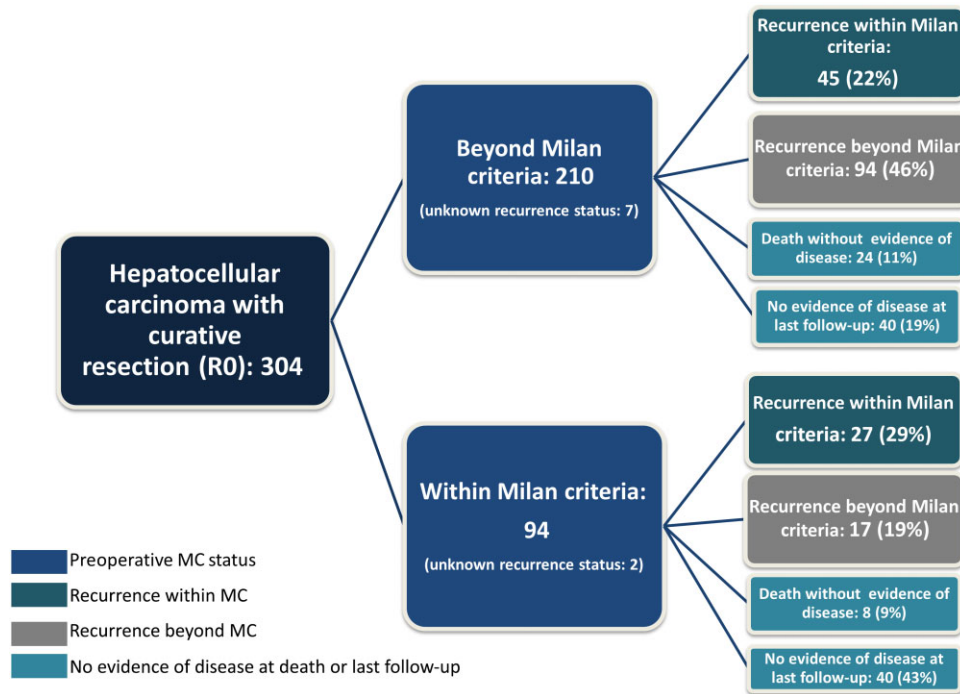 Hepatocellular
carcinoma with
curative
resection (R0): 304
Beyond Milan
criteria: 210
(unknown recurrence status: 7)
Recurrence within Milan
criteria:
45 (22%)
Recurrence beyond Milan
criteria: 94 (46%)
Death without evidence of
disease: 24 (11%)
No evidence of disease at
last follow-up: 40 (19%)
Within Milan criteria:
94
(unknown recurrence status: 2)
Recurrence within Milan
criteria: 27 (29%)
Recurrence beyond Milan
criteria: 17 (19%)
Death without evidence of
disease: 8 (9%)
No evidence of disease at
last follow-up: 40 (43%)
Preoperative MC status
Recurrence within MC
Recurrence beyond MC
No evidence of disease at death or last follow-up